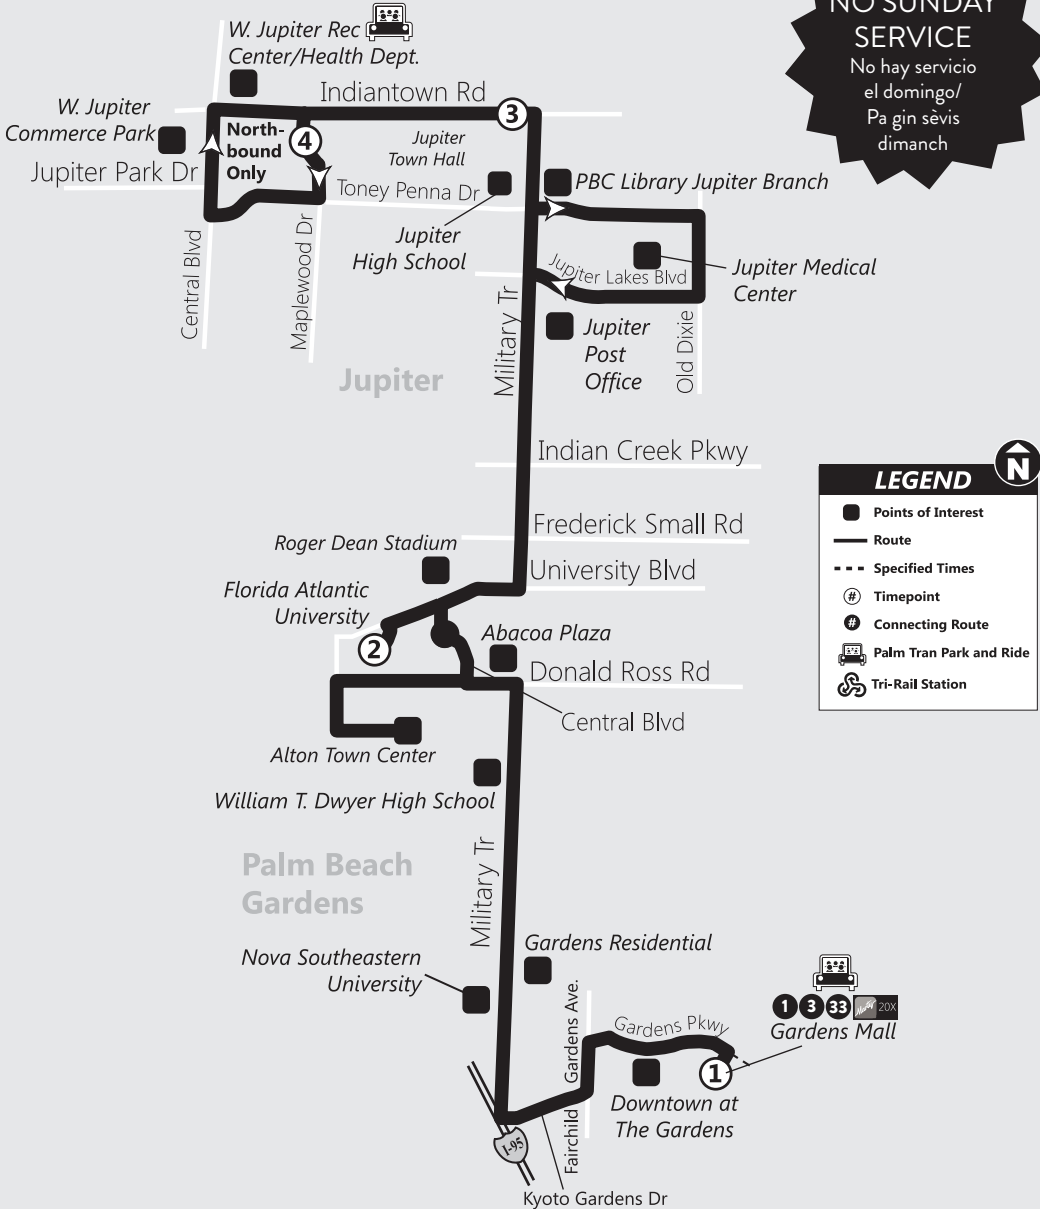 NO SUNDAY
SERVICE
No hay servicio
el domingo/
Pa gin sèvis
dimanch
W. Jupiter Rec
Center/Health Dept.
Indiantown Rd
3
W. Jupiter
Commerce Park
North-
bound
Only
4
Jupiter
Town Hall
Jupiter Park Dr
Toney Penna Dr
PBC Library Jupiter Branch
Jupiter
High School
Central Blvd
Maplewood Dr
Jupiter Lakes Blvd
Jupiter Medical
Center
Military Tr
Jupiter
Post
Office
Old Dixie
Jupiter
Indian Creek Pkwy
N
LEGEND
Points of Interest
Route
Specified Times
# Timepoint
# Connecting Route
Palm Tran Park and Ride
Tri-Rail Station
Frederick Small Rd
Roger Dean Stadium
University Blvd
Florida Atlantic
University
2
Abacoa Plaza
Donald Ross Rd
Central Blvd
Alton Town Center
William T. Dwyer High School
Palm Beach
Gardens
Military Tr
Gardens Residential
Nova Southeastern
University
1 3 33 20X
Gardens Mall
Fairchild Gardens Ave.
Gardens Pkwy
1
Downtown at
The Gardens
I-95
Kyoto Gardens Dr